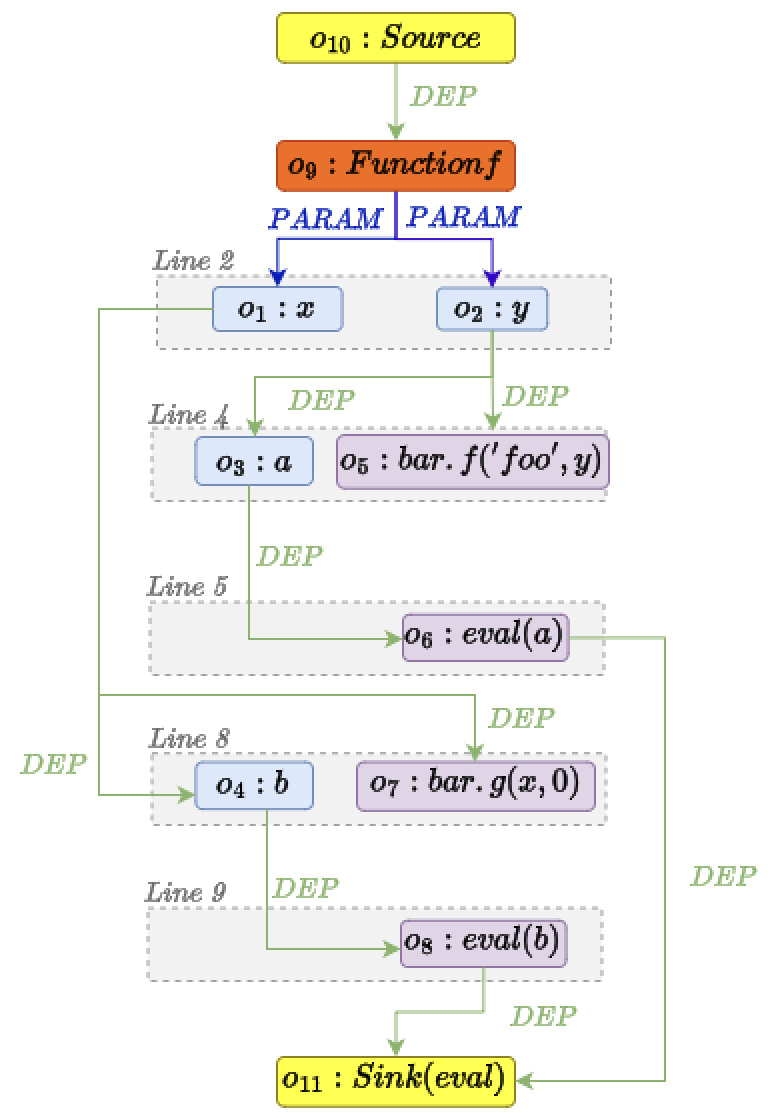 o₁₀ : Source
DEP
o₉ : Functionf
PARAM PARAM
Line 2
o₁ : x o₂ : y
DEP DEP
Line 4
o₃ : a o₅ : bar. f('foo', y)
DEP
Line 5
o₆ : eval(a)
DEP
Line 8
DEP
o₄ : b o₇ : bar. g(x, 0)
DEP
Line 9
DEP
o₈ : eval(b)
DEP
o₁₁ : Sink(eval)